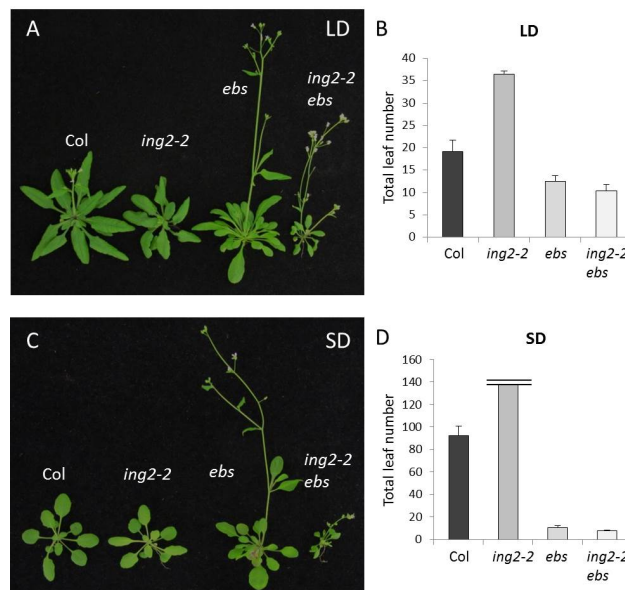 A
LD
Col
ing2-2
ebs
ing2-2
ebs
B
LD
Total leaf number
40
35
30
25
20
15
10
5
0
Col
ing2-2
ebs
ing2-2
ebs
C
SD
Col
ing2-2
ebs
ing2-2
ebs
D
SD
Total leaf number
160
140
120
100
80
60
40
20
0
Col
ing2-2
ebs
ing2-2
ebs